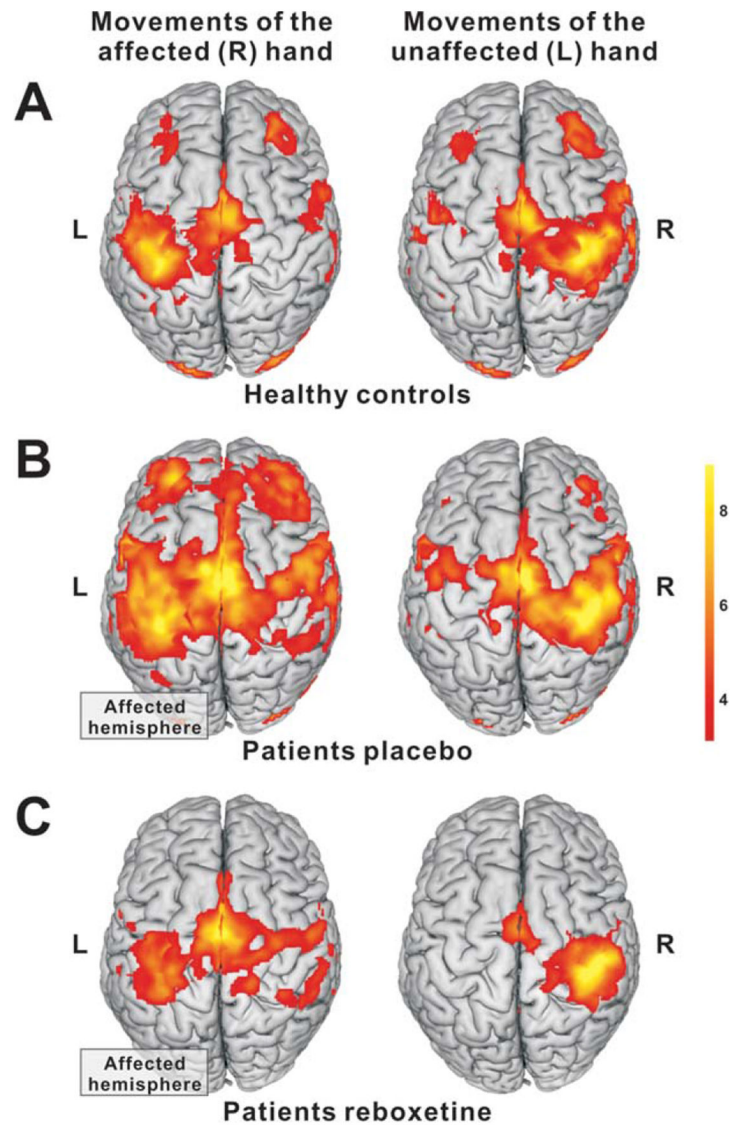 Movements of the
affected (R) hand
Movements of the
unaffected (L) hand
A
L
R
Healthy controls
B
L
R
8
6
4
Affected
hemisphere
Patients placebo
C
L
R
Affected
hemisphere
Patients reboxetine